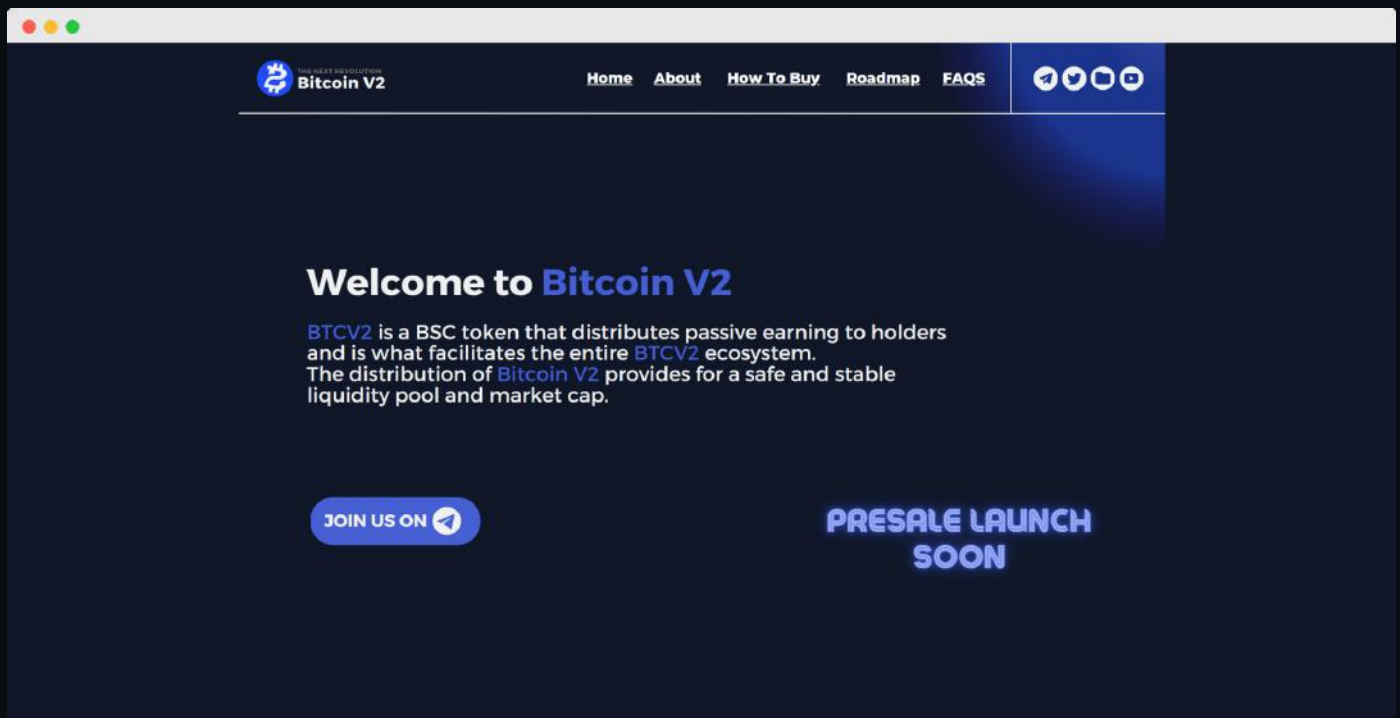 THE NEXT REVOLUTION
Bitcoin V2
Home About How To Buy Roadmap FAQS
Welcome to Bitcoin V2
BTCV2 is a BSC token that distributes passive earning to holders
and is what facilitates the entire BTCV2 ecosystem.
The distribution of Bitcoin V2 provides for a safe and stable
liquidity pool and market cap.
JOIN US ON
PRESALE LAUNCH
SOON